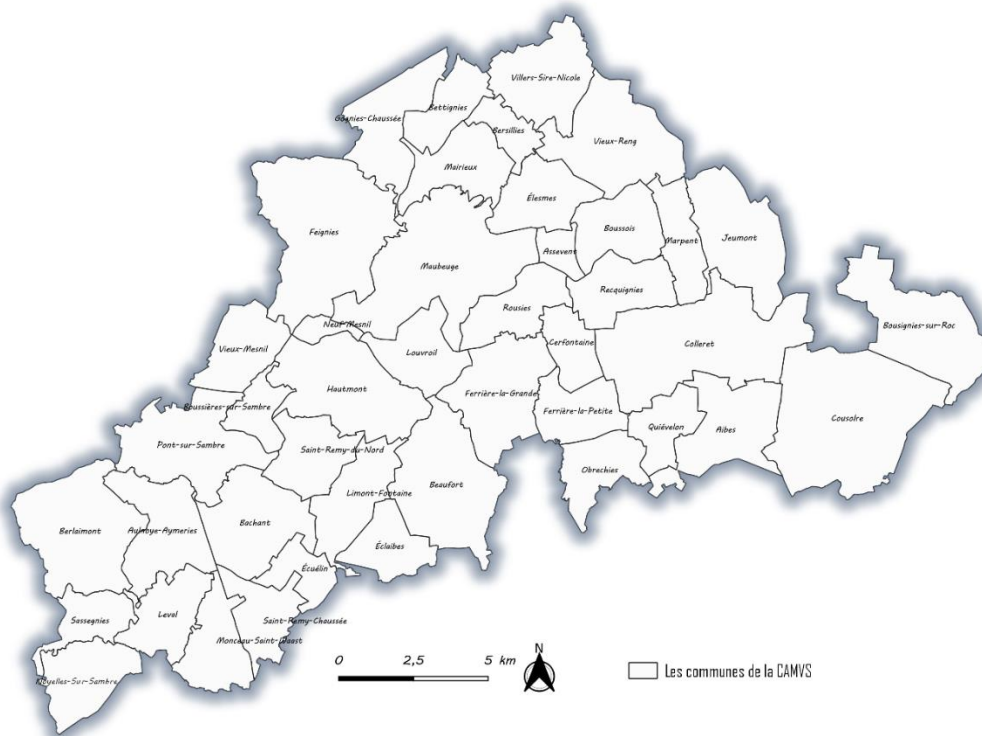 Villers-Sire-Nicole
Bettignies
Gognies-Chaussée
Bersillies
Vieux-Reng
Mairieux
Élesmes
Feignies
Boussois
Marpent
Jeumont
Assevent
Maubeuge
Recquignies
Rousies
Bousignies-sur-Roc
Neuf-Mesnil
Cerfontaine
Colleret
Vieux-Mesnil
Louvroil
Hautmont
Ferrière-la-Grande
Boussières-sur-Sambre
Ferrière-la-Petite
Cousolre
Quiévelon
Aibes
Pont-sur-Sambre
Saint-Remy-du-Nord
Obrechies
Beaufort
Limont-Fontaine
Bachant
Berlaimont
Aulnoye-Aymeries
Éclaibes
Écuélin
Leval
Sassegnies
Saint-Remy-Chaussée
Monceau-Saint-Waast
Noyelles-Sur-Sambre
0 2,5 5 km
N
Les communes de la CAMVS